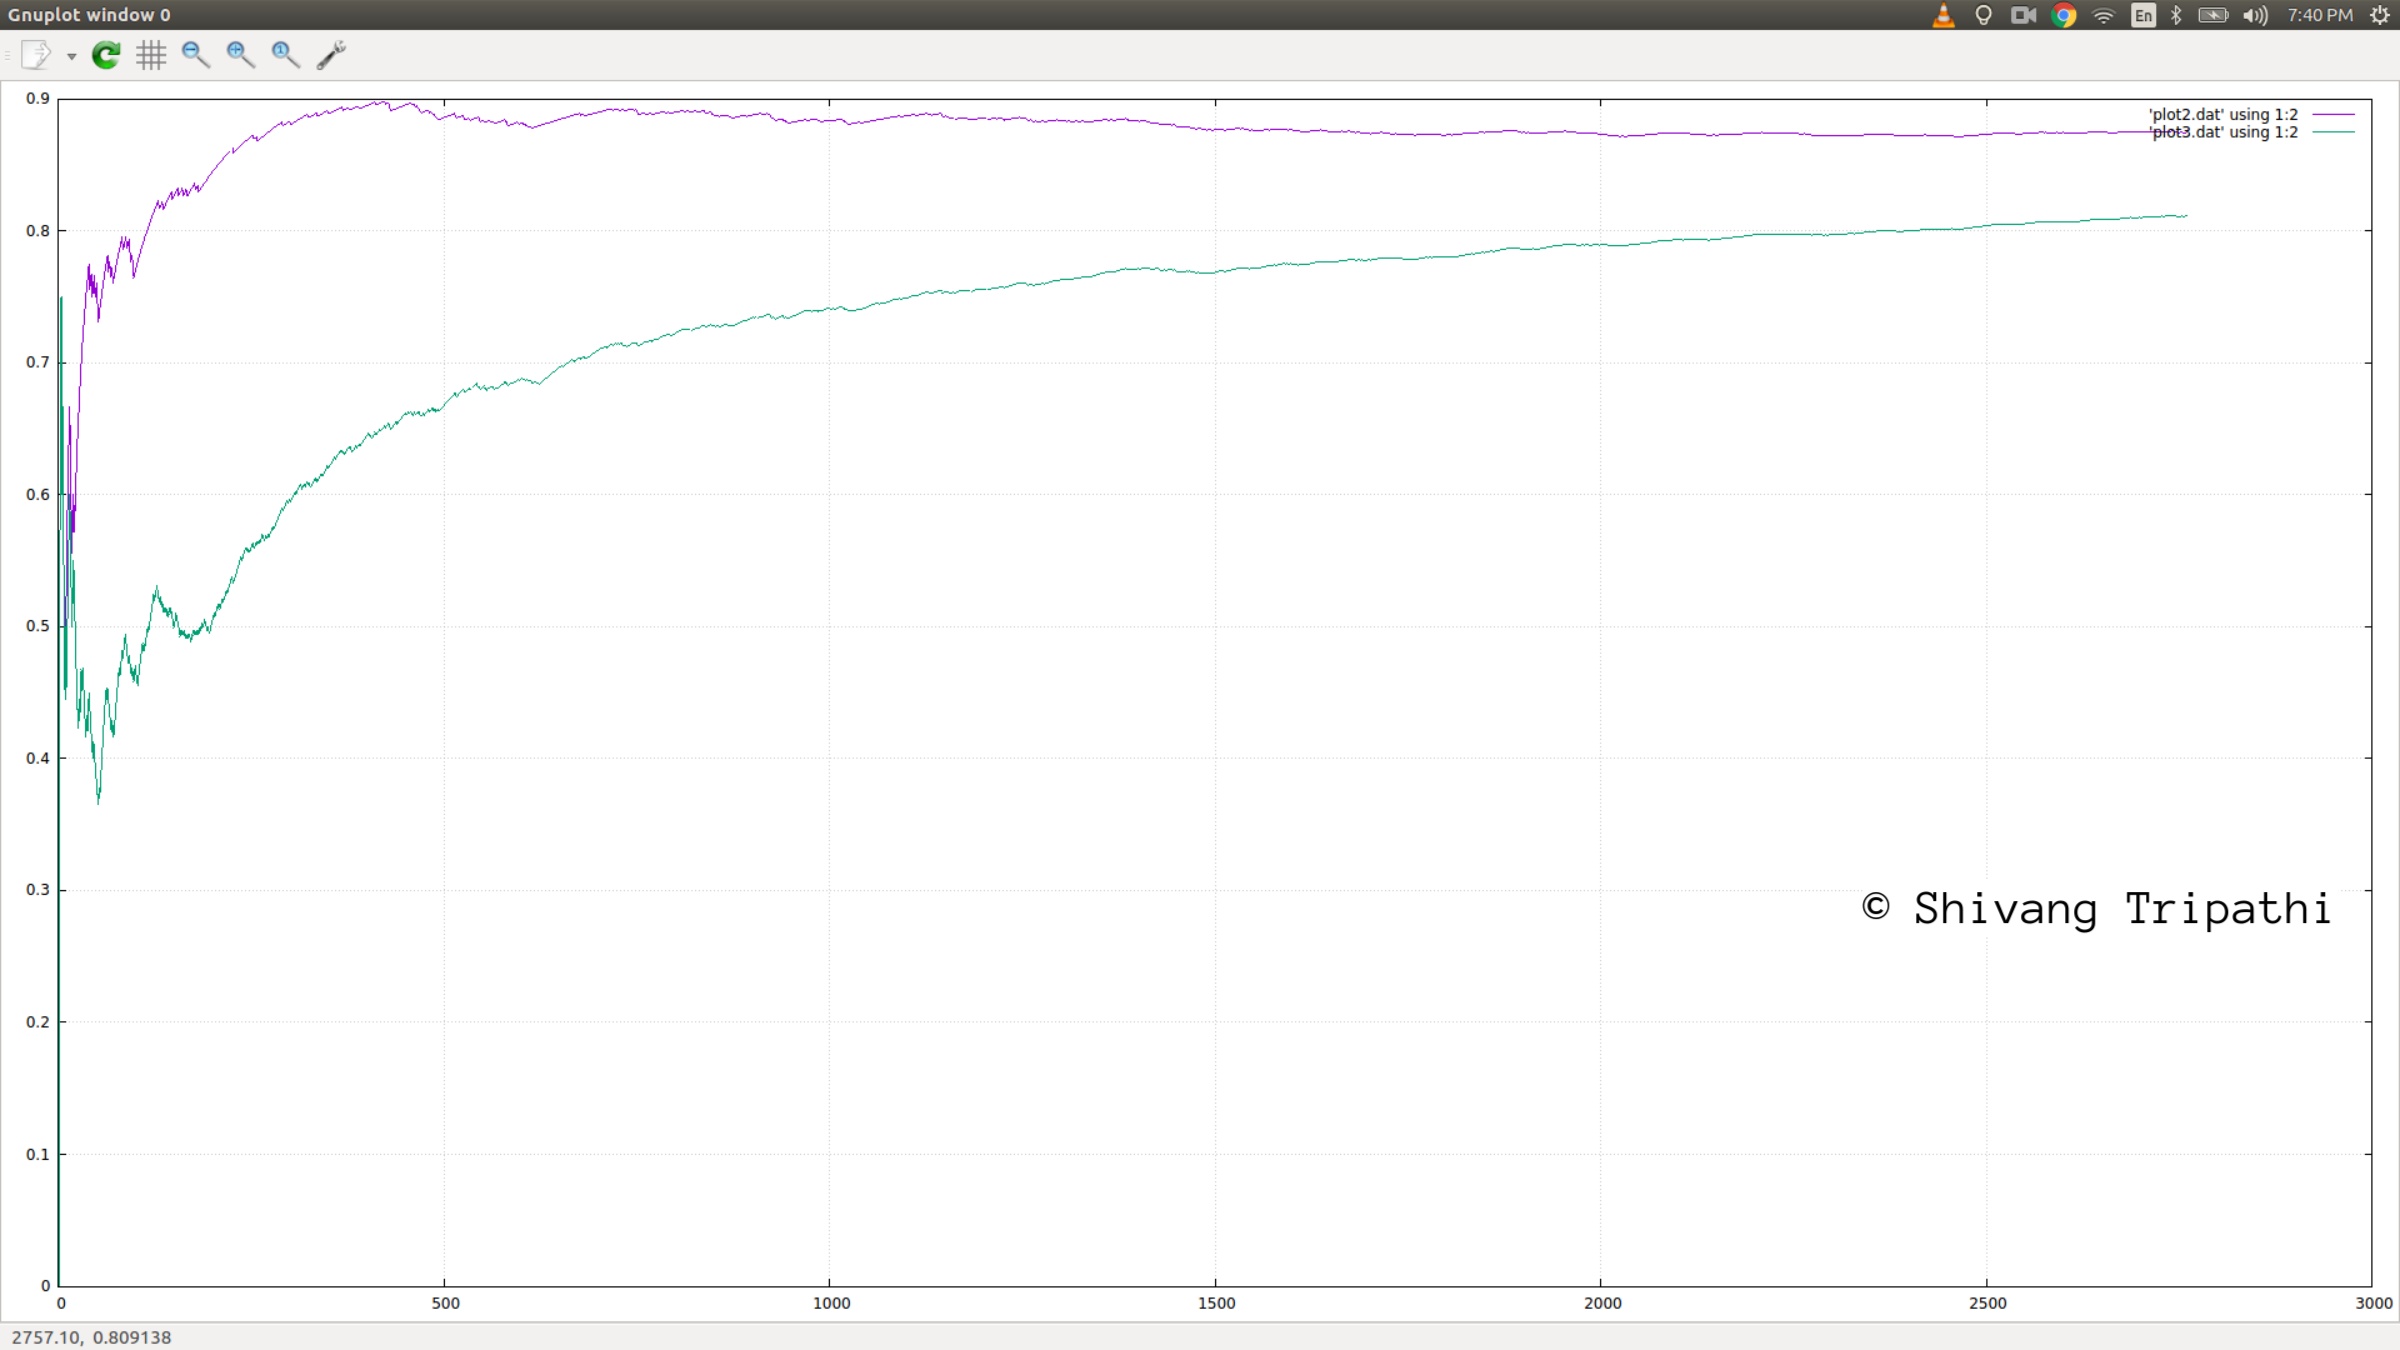 Gnuplot window 0
En
7:40 PM
0.9
'plot2.dat' using 1:2
'plot3.dat' using 1:2
0.8
0.7
0.6
0.5
0.4
0.3
© Shivang Tripathi
0.2
0.1
0
0 500 1000 1500 2000 2500 3000
2757.10, 0.809138